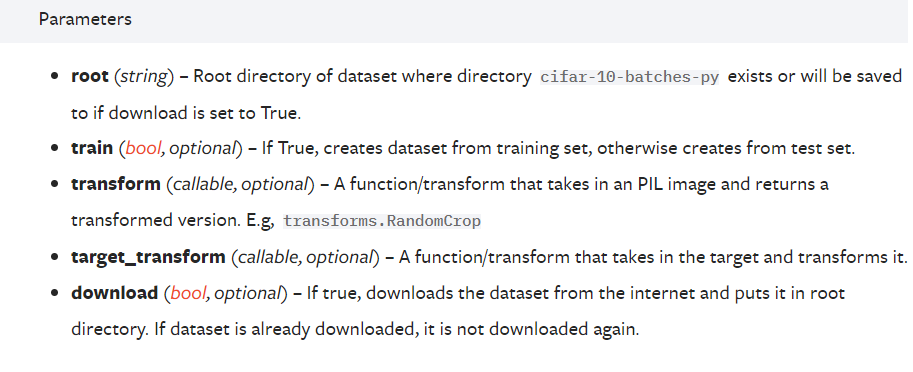 Parameters
• root (string) – Root directory of dataset where directory cifar-10-batches-py exists or will be saved
to if download is set to True.
• train (bool, optional) – If True, creates dataset from training set, otherwise creates from test set.
• transform (callable, optional) – A function/transform that takes in an PIL image and returns a
transformed version. E.g, transforms.RandomCrop
• target_transform (callable, optional) – A function/transform that takes in the target and transforms it.
• download (bool, optional) – If true, downloads the dataset from the internet and puts it in root
directory. If dataset is already downloaded, it is not downloaded again.